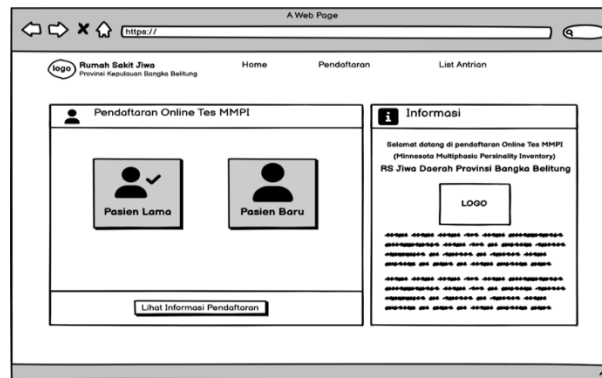 A Web Page
https://
logo
Rumah Sakit Jiwa
Provinsi Kepulauan Bangka Belitung
Home
Pendaftaran
List Antrian
Pendaftaran Online Tes MMPI
Pasien Lama
Pasien Baru
Lihat Informasi Pendaftaran
i Informasi
Selamat datang di pendaftaran Online Tes MMPI
(Minnesota Multiphasic Persinality Inventory)
RS Jiwa Daerah Provinsi Bangka Belitung
LOGO